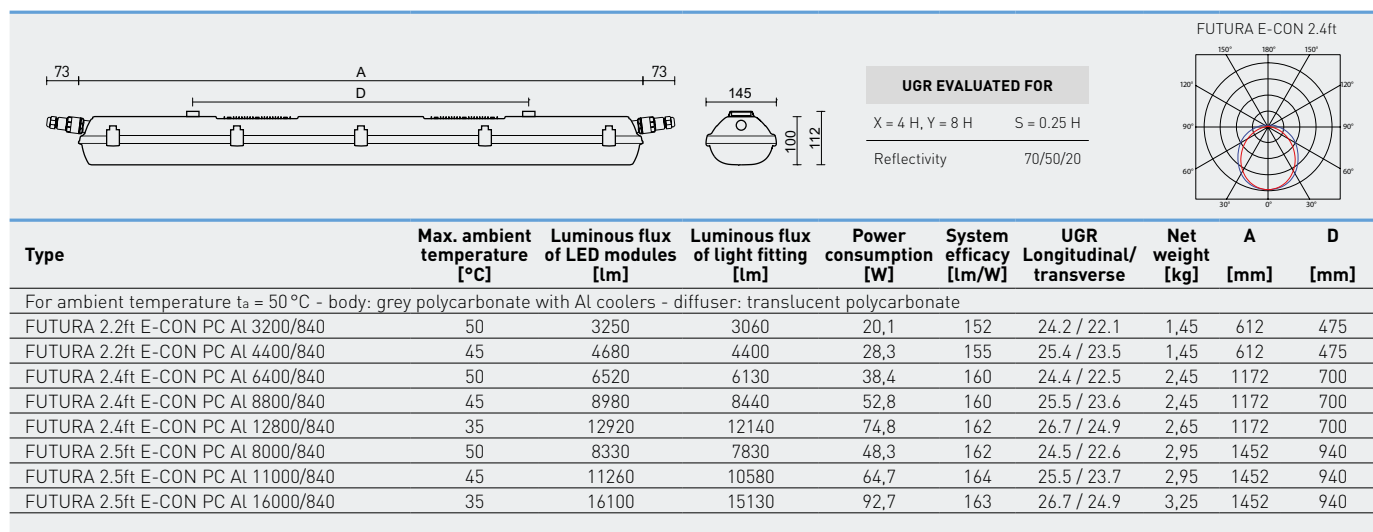 FUTURA E-CON 2.4ft
150° 180° 150°
120° 120°
90° 90°
60° 60°
30° 0° 30°
73 A 73
D
145
100
112
UGR EVALUATED FOR
X = 4 H, Y = 8 H S = 0.25 H
Reflectivity 70/50/20
Type Max. ambient temperature [°C] Luminous flux of LED modules [lm] Luminous flux of light fitting [lm] Power consumption [W] System efficacy [lm/W] UGR Longitudinal/ transverse Net weight [kg] A [mm] D [mm]
For ambient temperature ta = 50 °C - body: grey polycarbonate with Al coolers - diffuser: translucent polycarbonate
FUTURA 2.2ft E-CON PC Al 3200/840 50 3250 3060 20,1 152 24.2 / 22.1 1,45 612 475
FUTURA 2.2ft E-CON PC Al 4400/840 45 4680 4400 28,3 155 25.4 / 23.5 1,45 612 475
FUTURA 2.4ft E-CON PC Al 6400/840 50 6520 6130 38,4 160 24.4 / 22.5 2,45 1172 700
FUTURA 2.4ft E-CON PC Al 8800/840 45 8980 8440 52,8 160 25.5 / 23.6 2,45 1172 700
FUTURA 2.4ft E-CON PC Al 12800/840 35 12920 12140 74,8 162 26.7 / 24.9 2,65 1172 700
FUTURA 2.5ft E-CON PC Al 8000/840 50 8330 7830 48,3 162 24.5 / 22.6 2,95 1452 940
FUTURA 2.5ft E-CON PC Al 11000/840 45 11260 10580 64,7 164 25.5 / 23.7 2,95 1452 940
FUTURA 2.5ft E-CON PC Al 16000/840 35 16100 15130 92,7 163 26.7 / 24.9 3,25 1452 940